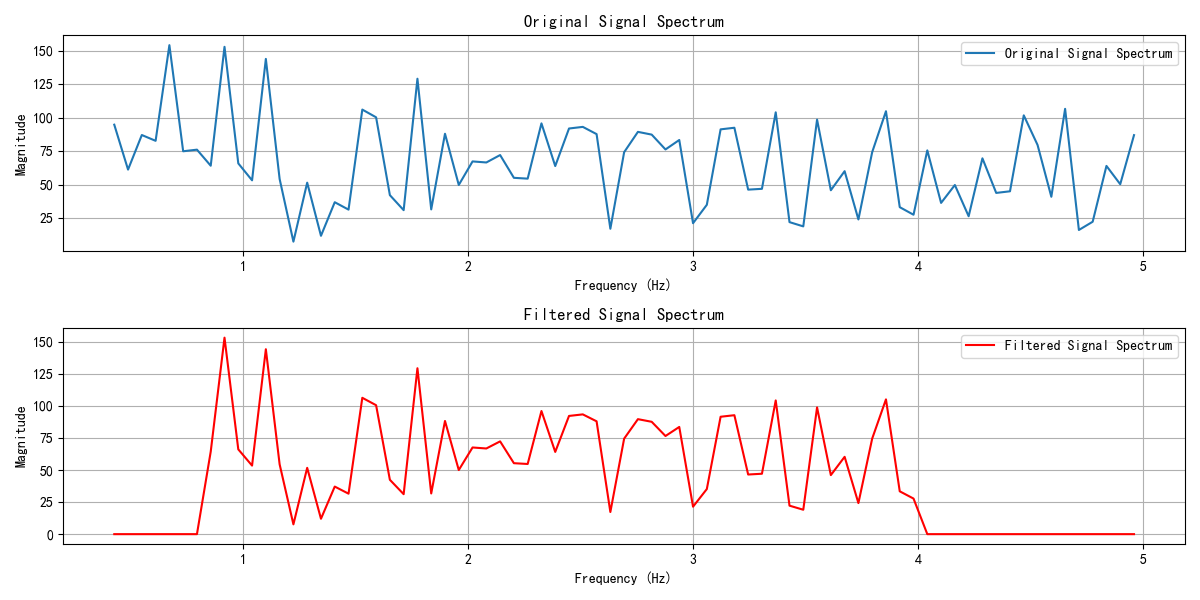 Original Signal Spectrum
150
125
100
75
50
25
Magnitude
Original Signal Spectrum
1 2 3 4 5
Frequency (Hz)
Filtered Signal Spectrum
150
125
100
75
50
25
0
Magnitude
Filtered Signal Spectrum
1 2 3 4 5
Frequency (Hz)